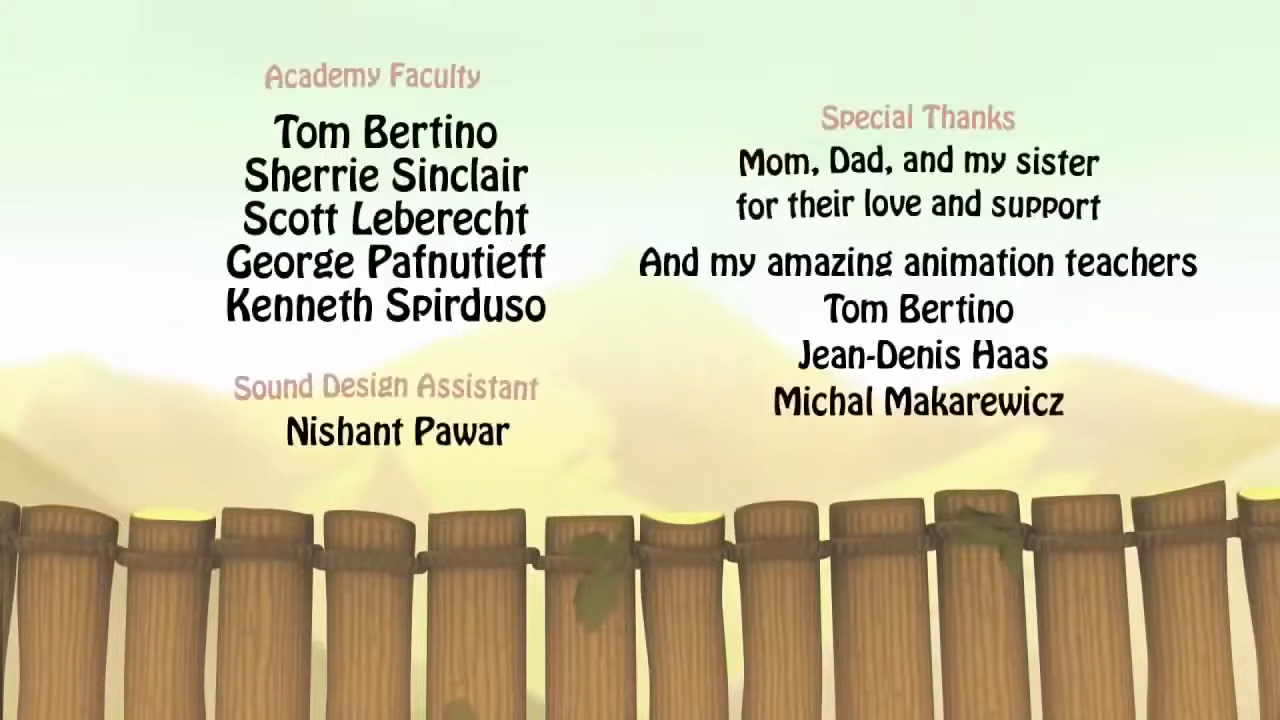 Academy Faculty
Tom Bertino
Sherrie Sinclair
Scott Leberecht
George Pafnutieff
Kenneth Spirduso
Sound Design Assistant
Nishant Pawar
Special Thanks
Mom, Dad, and my sister
for their love and support
And my amazing animation teachers
Tom Bertino
Jean-Denis Haas
Michal Makarewicz